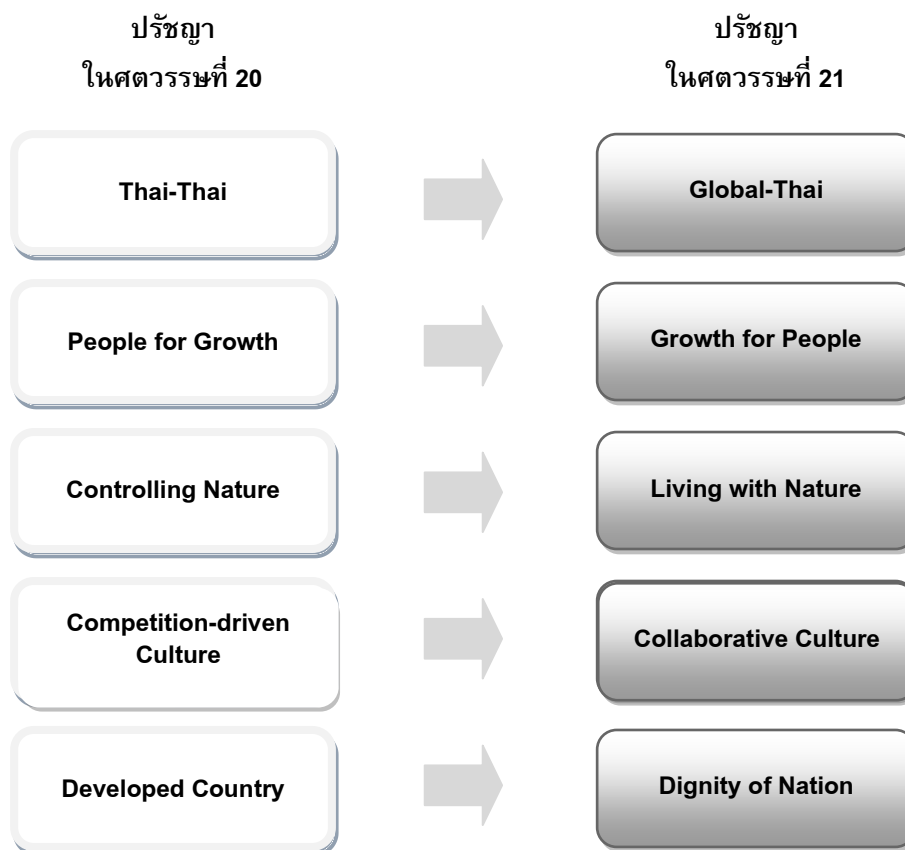 ปรัชญา
ในศตวรรษที่ 20
ปรัชญา
ในศตวรรษที่ 21
Thai-Thai
Global-Thai
People for Growth
Growth for People
Controlling Nature
Living with Nature
Competition-driven
Culture
Collaborative Culture
Developed Country
Dignity of Nation